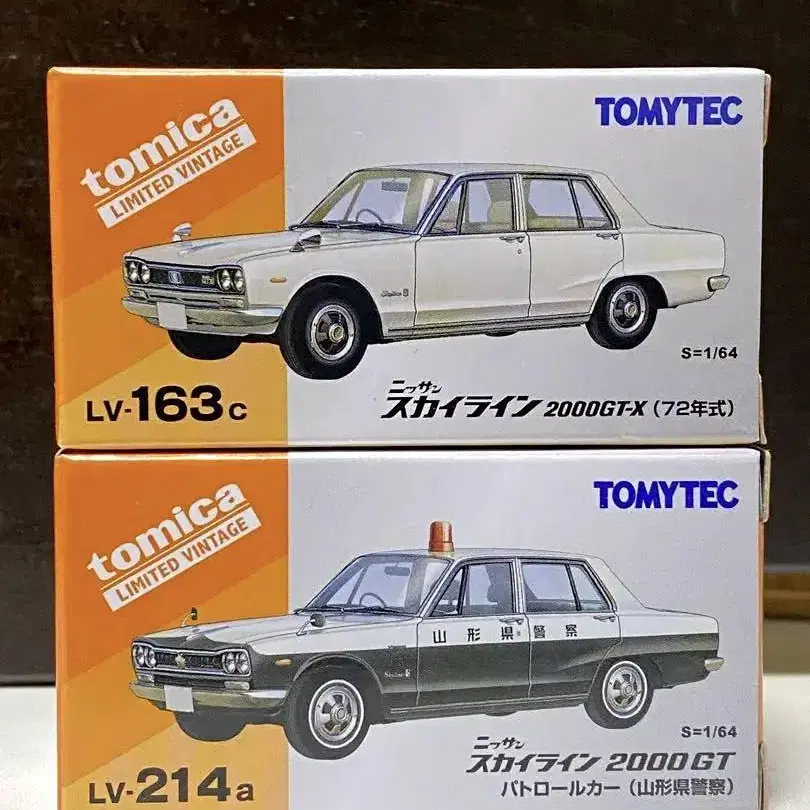 tomica
LIMITED VINTAGE
TOMYTEC
S=1/64
LV-163c
ニッサン
スカイライン 2000GT-X (72年式)
tomica
LIMITED VINTAGE
TOMYTEC
山形県警察
S=1/64
LV-214a
ニッサン
スカイライン 2000GT
パトロールカー (山形県警察)